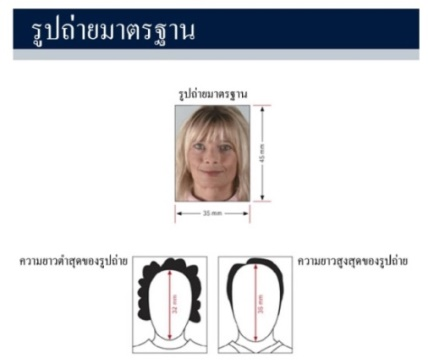 รูปถ่ายมาตรฐาน
รูปถ่ายมาตรฐาน
45 mm
35 mm
ความยาวต่ำสุดของรูปถ่าย
32 mm
36 mm
ความยาวสูงสุดของรูปถ่าย